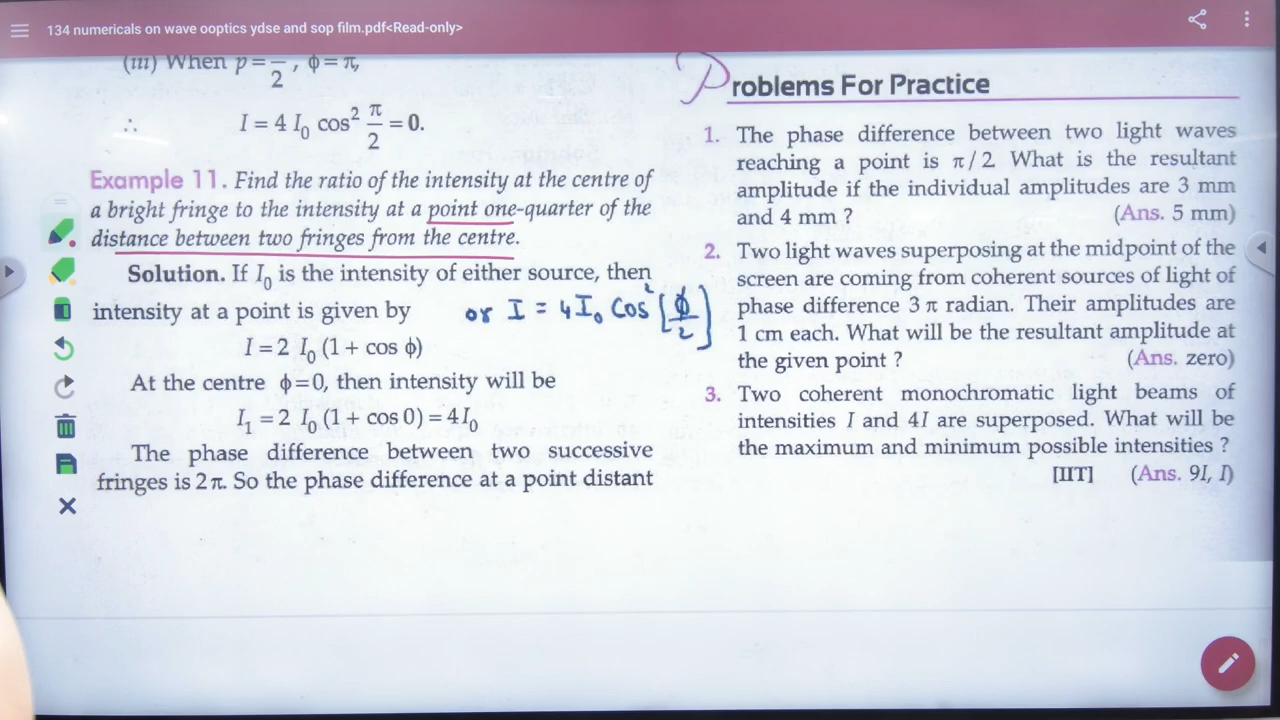 134 numericals on wave ooptics ydse and sop film.pdf<Read-only>
(iii) When p = —/2, ϕ = π,
∴ I = 4 I₀ cos² π/2 = 0.
Example 11. Find the ratio of the intensity at the centre of
a bright fringe to the intensity at a point one-quarter of the
distance between two fringes from the centre.
Solution. If I₀ is the intensity of either source, then
intensity at a point is given by
or I = 4I₀ Cos² [ϕ/2]
I = 2 I₀ (1 + cos ϕ)
At the centre ϕ=0, then intensity will be
I₁ = 2 I₀ (1 + cos 0) = 4 I₀
The phase difference between two successive
fringes is 2 π. So the phase difference at a point distant
Problems For Practice
1. The phase difference between two light waves
reaching a point is π/2. What is the resultant
amplitude if the individual amplitudes are 3 mm
and 4 mm ? (Ans. 5 mm)
2. Two light waves superposing at the midpoint of the
screen are coming from coherent sources of light of
phase difference 3 π radian. Their amplitudes are
1 cm each. What will be the resultant amplitude at
the given point ? (Ans. zero)
3. Two coherent monochromatic light beams of
intensities I and 4I are superposed. What will be
the maximum and minimum possible intensities ?
[IIT] (Ans. 9I, I)